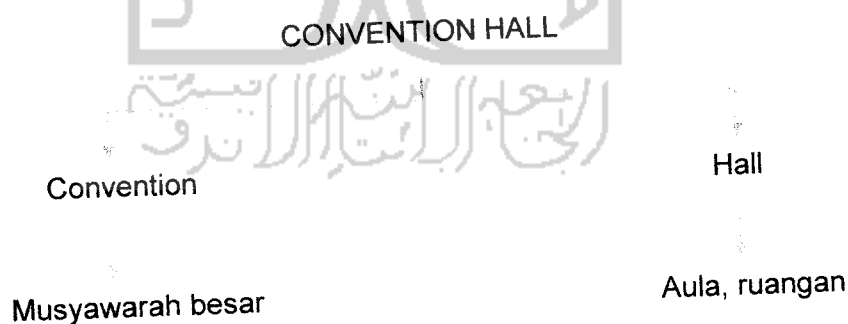 CONVENTION HALL
Convention
Hall
Musyawarah besar
Aula, ruangan